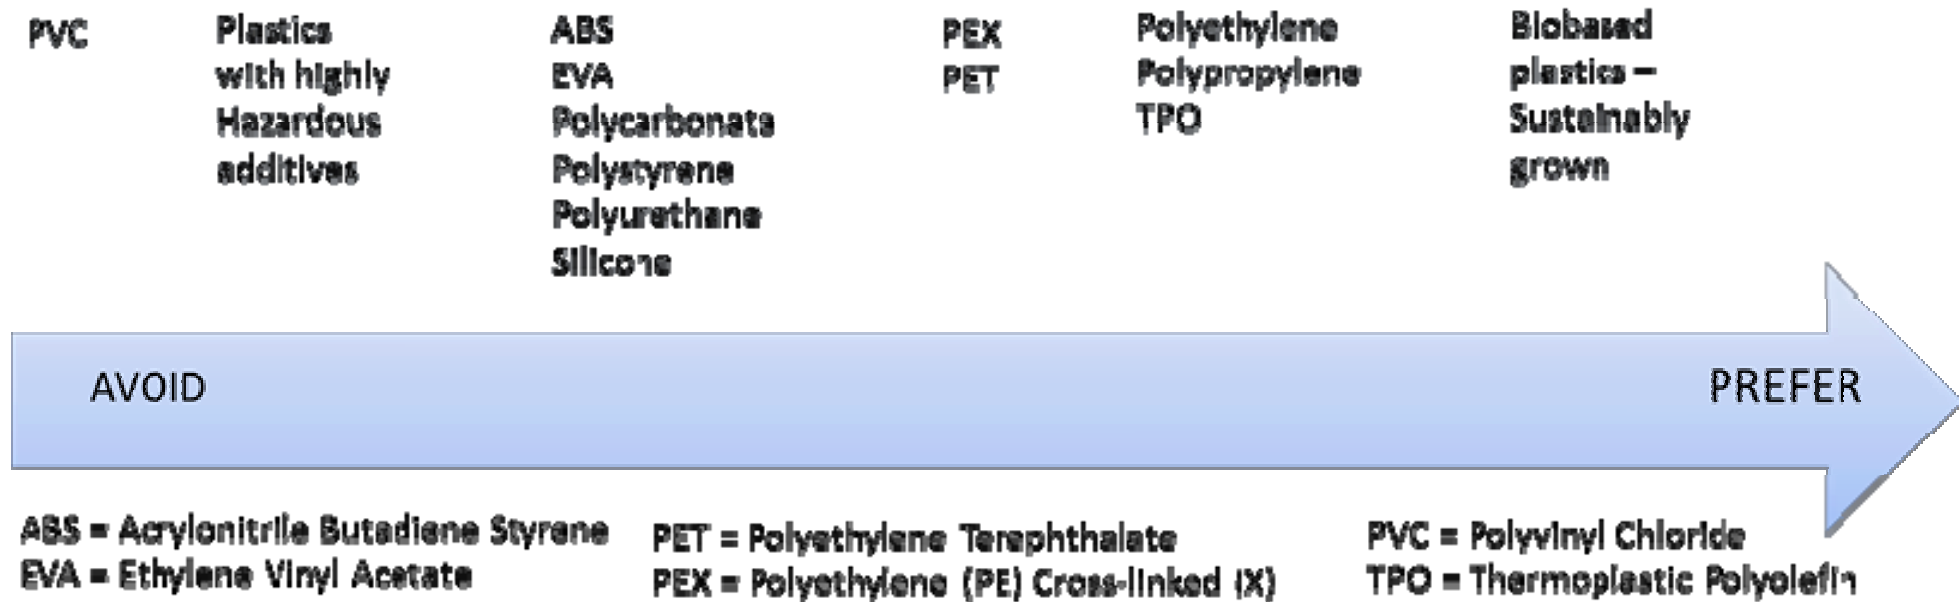 PVC
Plastics
with highly
Hazardous
additives
ABS
EVA
Polycarbonate
Polystyrene
Polyurethane
Silicone
PEX
PET
Polyethylene
Polypropylene
TPO
Biobased
plastics –
Sustainably
grown
AVOID
PREFER
ABS = Acrylonitrile Butadiene Styrene
EVA = Ethylene Vinyl Acetate
PET = Polyethylene Terephthalate
PEX = Polyethylene (PE) Cross-linked (X)
PVC = Polyvinyl Chloride
TPO = Thermoplastic Polyolefin